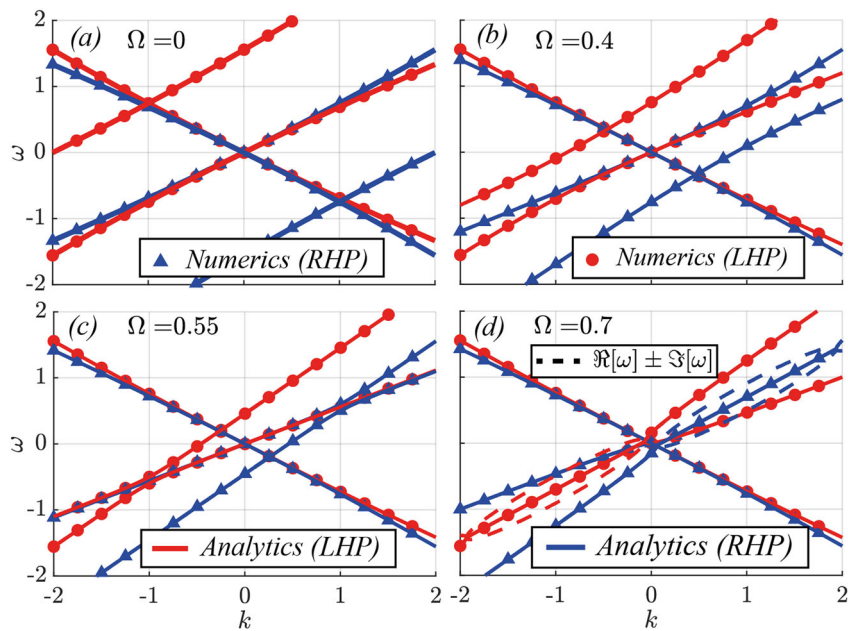 (a) Ω =0
(b) Ω =0.4
2
1
0
-1
-2
ω
Numerics (RHP)
Numerics (LHP)
(c) Ω =0.55
(d) Ω =0.7
ℜ[ω] ± ℑ[ω]
2
1
0
-1
-2
ω
Analytics (LHP)
Analytics (RHP)
-2 -1 0 1 2
-2 -1 0 1 2
k
k